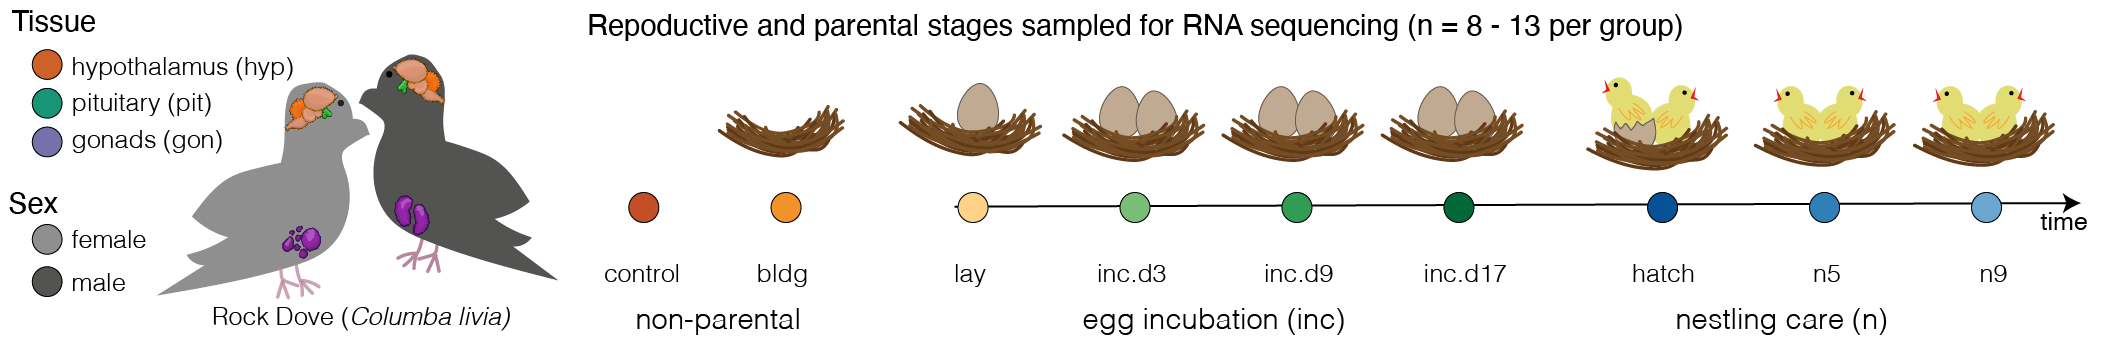 Tissue
hypothalamus (hyp)
pituitary (pit)
gonads (gon)
Sex
female
male
Rock Dove (Columba livia)
Repoductive and parental stages sampled for RNA sequencing (n = 8 - 13 per group)
time
control bldg lay inc.d3 inc.d9 inc.d17 hatch n5 n9
non-parental egg incubation (inc) nestling care (n)